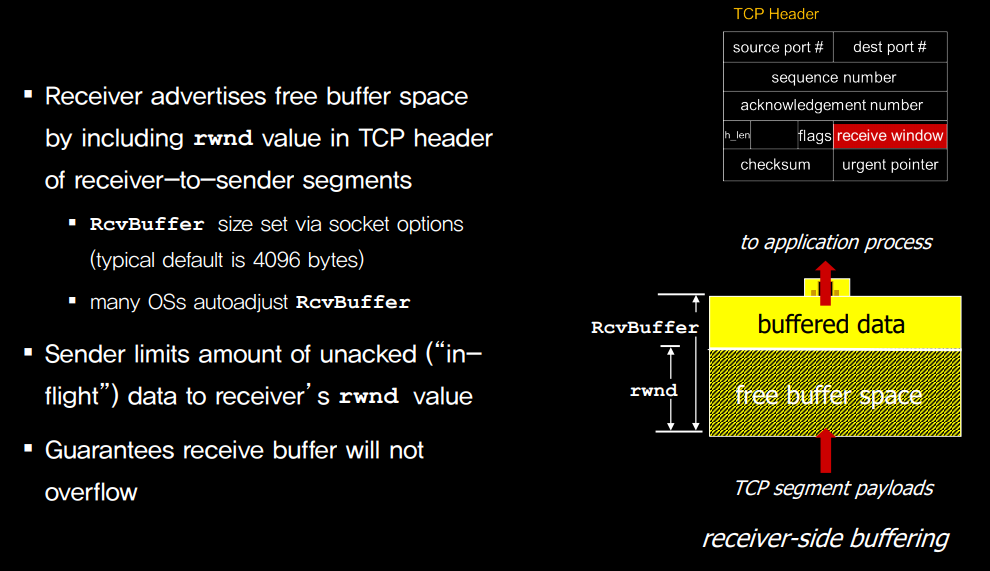 TCP Header
source port # dest port #
sequence number
acknowledgement number
h_len flags receive window
checksum urgent pointer
▪ Receiver advertises free buffer space
by including rwnd value in TCP header
of receiver–to–sender segments
▪ RcvBuffer size set via socket options
(typical default is 4096 bytes)
▪ many OSs autoadjust RcvBuffer
▪ Sender limits amount of unacked (“in–
flight”) data to receiver’s rwnd value
▪ Guarantees receive buffer will not
overflow
to application process
RcvBuffer
buffered data
rwnd
free buffer space
TCP segment payloads
receiver-side buffering